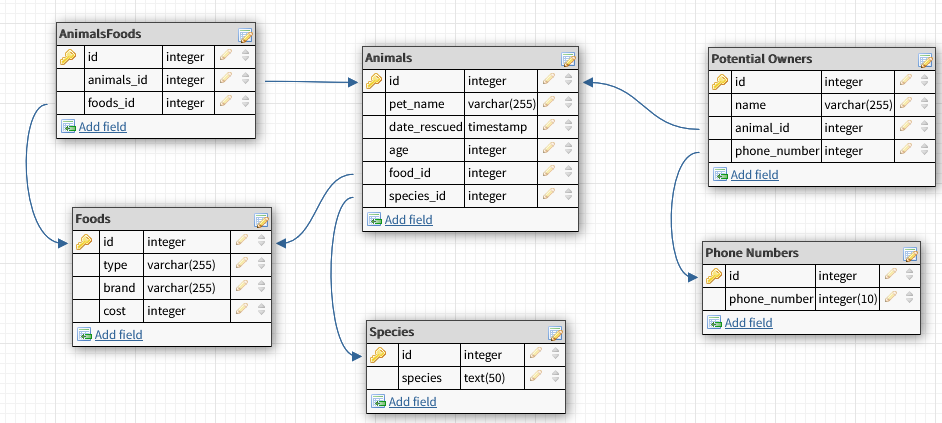 AnimalsFoods
id integer
animals_id integer
foods_id integer
Add field
Animals
id integer
pet_name varchar(255)
date_rescued timestamp
age integer
food_id integer
species_id integer
Add field
Potential Owners
id integer
name varchar(255)
animal_id integer
phone_number integer
Add field
Foods
id integer
type varchar(255)
brand varchar(255)
cost integer
Add field
Species
id integer
species text(50)
Add field
Phone Numbers
id integer
phone_number integer(10)
Add field